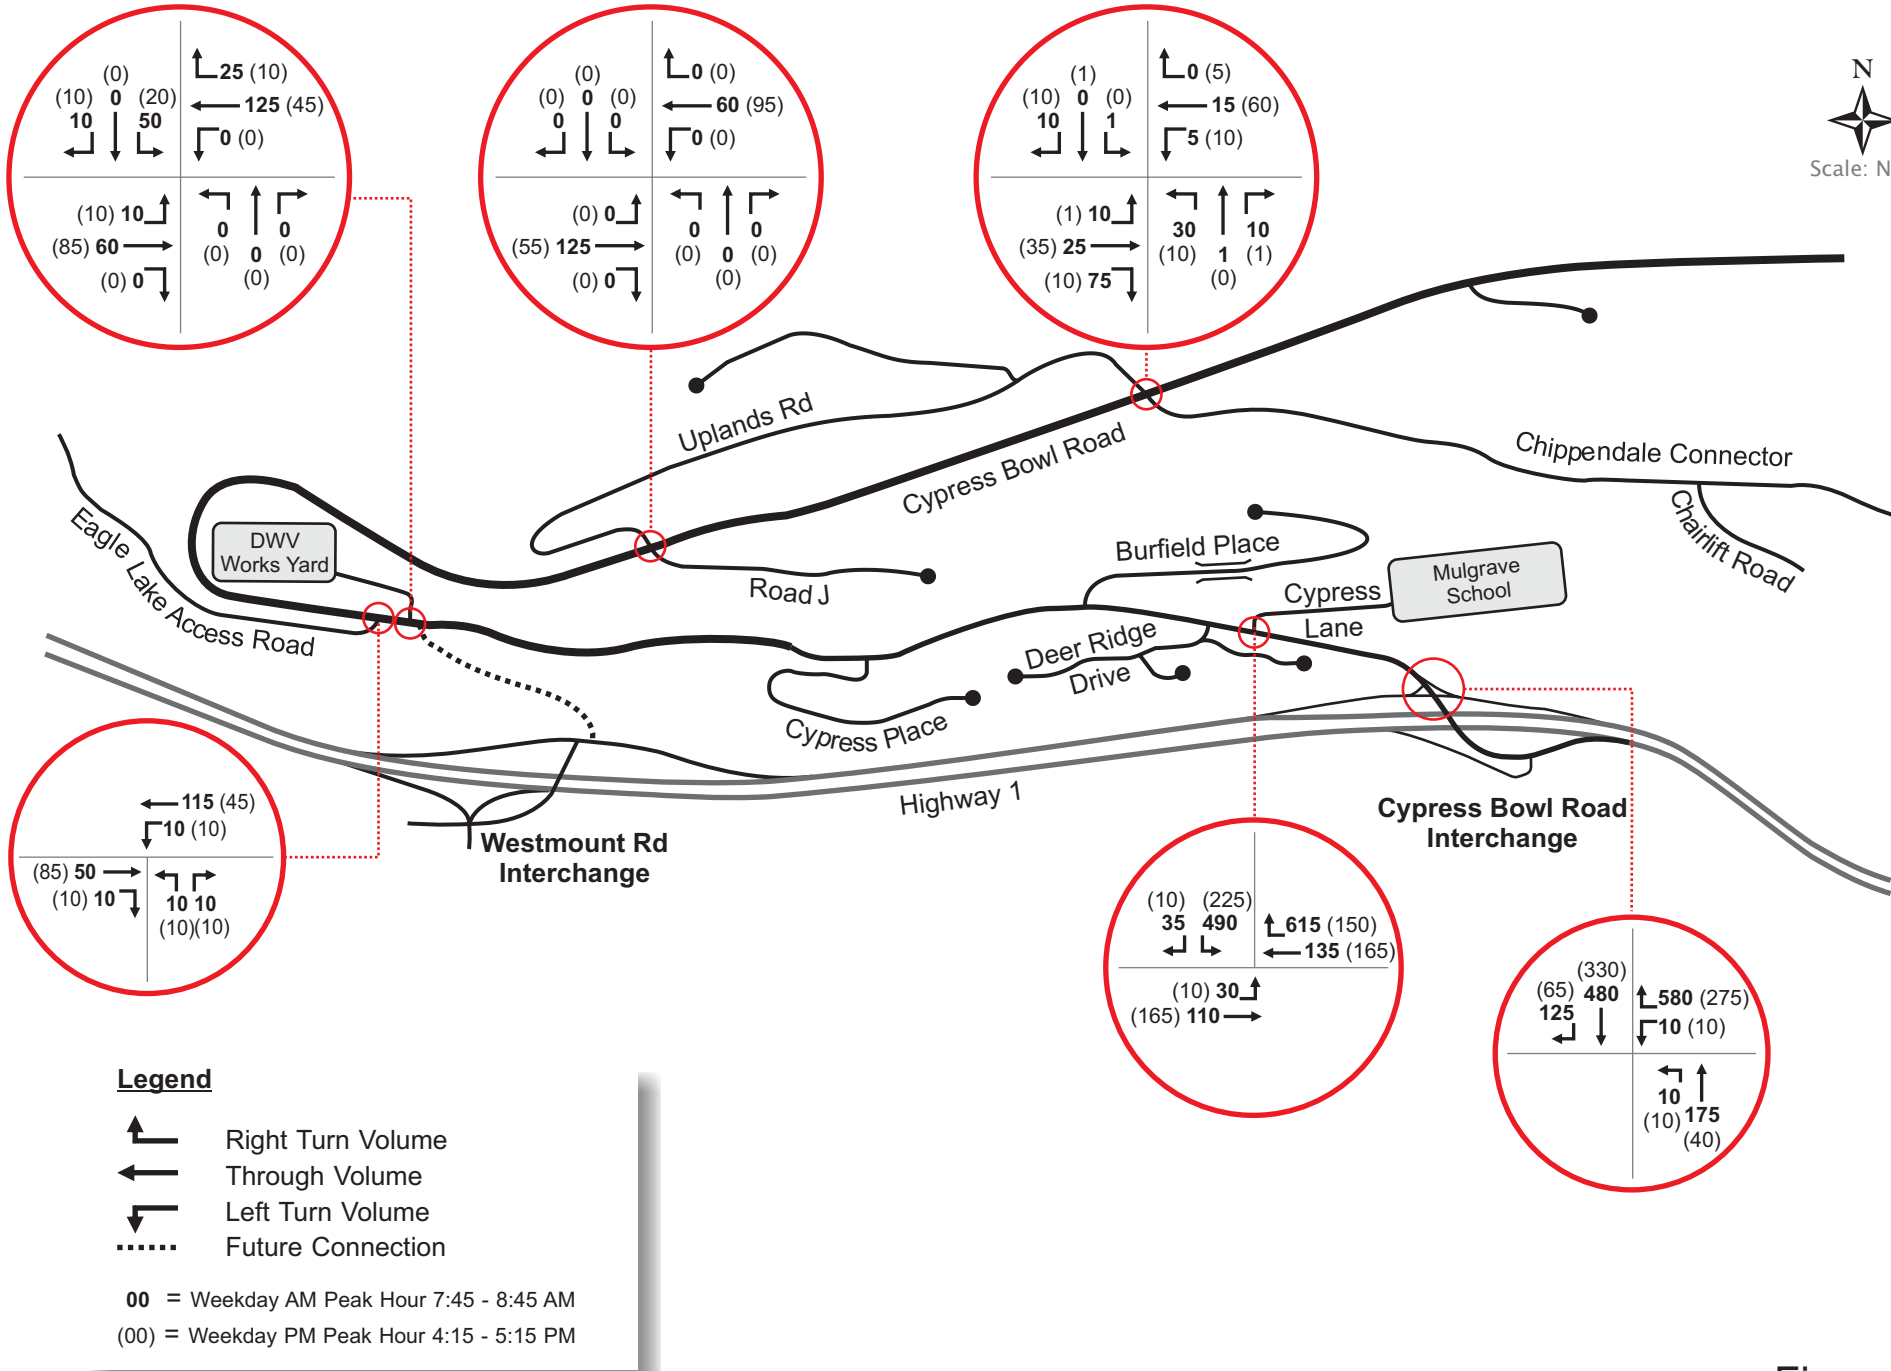 (0)
(10) 0 (20)
10 50
25 (10)
125 (45)
0 (0)
(10) 10
(85) 60
(0) 0
0 0 0
(0) (0) (0)
(0)
(0) 0 (0)
0 0
0 (0)
60 (95)
0 (0)
(0) 0
(55) 125
(0) 0
0 0 0
(0) (0) (0)
(1)
(10) 0 (0)
10 1
0 (5)
15 (60)
5 (10)
(1) 10
(35) 25
(10) 75
30 1 10
(10) (0) (1)
N
Scale: N
Uplands Rd
Cypress Bowl Road
Chippendale Connector
Chairlift Road
Eagle Lake Access Road
DWV
Works Yard
Road J
Burfield Place
Mulgrave
School
Cypress
Lane
Deer Ridge
Drive
Cypress Place
Highway 1
Westmount Rd
Interchange
Cypress Bowl Road
Interchange
115 (45)
10 (10)
(85) 50
(10) 10
10 10
(10)(10)
(10) (225)
35 490
615 (150)
135 (165)
(10) 30
(165) 110
(330)
(65) 480
125
580 (275)
10 (10)
10 175
(10) (40)
Legend
Right Turn Volume
Through Volume
Left Turn Volume
Future Connection
00 = Weekday AM Peak Hour 7:45 - 8:45 AM
(00) = Weekday PM Peak Hour 4:15 - 5:15 PM